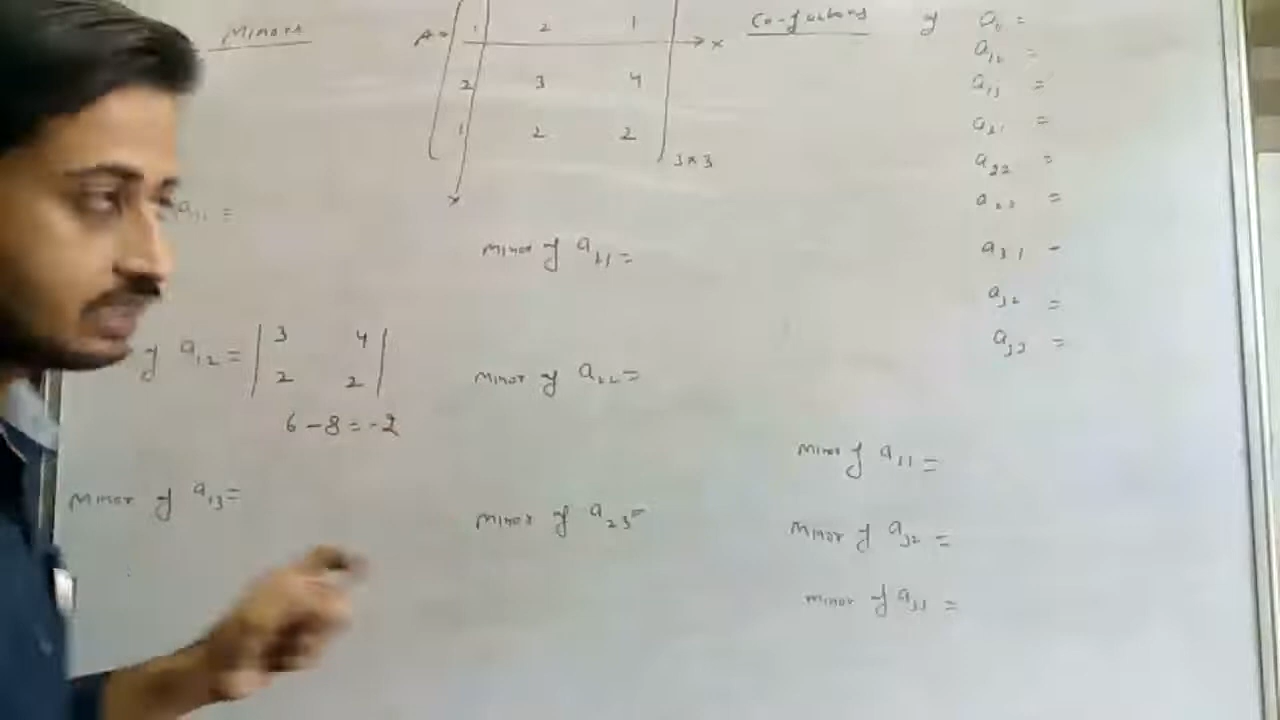 Minors
A =
1 2 1
2 3 4
1 2 2
3×3
x
x
a₁₁ =
of a₁₂ =
3 4
2 2
6 - 8 = -2
Minor of a₁₃ =
Minor of a₂₁ =
Minor of a₂₂ =
Minor of a₂₃ =
Co-factors of
a₁₂ =
a₁₃ =
a₂₁ =
a₂₂ =
a₂₃ =
a₃₁ -
a₃₂ =
a₃₃ =
Minor of a₃₁ =
Minor of a₃₂ =
Minor of a₃₃ =